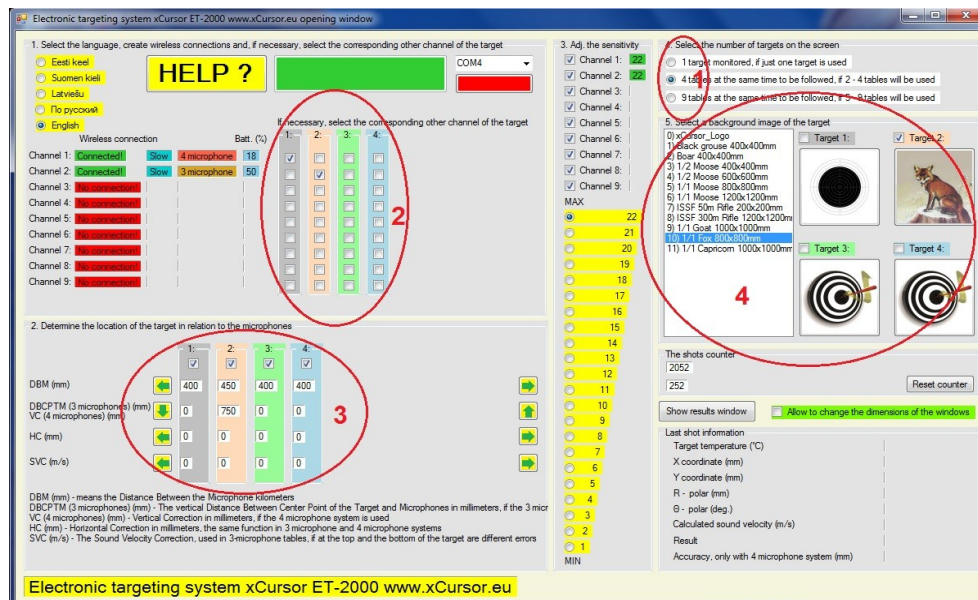 Electronic targeting system xCursor ET-2000 www.xCursor.eu opening window
1. Select the language, create wireless connections and, if necessary, select the corresponding other channel of the target
Eesti keel
Suomen kieli
Latviešu
По русский
English
HELP ?
COM4
If necessary, select the corresponding other channel of the target
Wireless connection Batt. (%) 1: 2: 3: 4:
Channel 1: Connected! Slow 4 microphone 18
Channel 2: Connected! Slow 3 microphone 50
Channel 3: No connection!
Channel 4: No connection!
Channel 5: No connection!
Channel 6: No connection!
Channel 7: No connection!
Channel 8: No connection!
Channel 9: No connection!
2
2. Determine the location of the target in relation to the microphones
1: 2: 3: 4:
DBM (mm) 400 450 400 400
DBCPTM (3 microphones) (mm)
VC (4 microphones) (mm) 0 750 0 0
HC (mm) 0 0 0 0
SVC (m/s) 0 0 0 0
3
DBM (mm) - means the Distance Between the Microphone kilometers
DBCPTM (3 microphones) (mm) - The vertical Distance Between Center Point of the Target and Microphones in millimeters, if the 3 micr
VC (4 microphones) (mm) - Vertical Correction in millimeters, if the 4 microphone system is used
HC (mm) - Horizontal Correction in millimeters, the same function in 3 microphone and 4 microphone systems
SVC (m/s) - The Sound Velocity Correction, used in 3-microphone tables, if at the top and the bottom of the target are different errors
Electronic targeting system xCursor ET-2000 www.xCursor.eu
3. Adj. the sensitivity
Channel 1: 22
Channel 2: 22
Channel 3:
Channel 4:
Channel 5:
Channel 6:
Channel 7:
Channel 8:
Channel 9:
MAX
22
21
20
19
18
17
16
15
14
13
12
11
10
9
8
7
6
5
4
3
2
1
MIN
4. Select the number of targets on the screen
1 target monitored, if just one target is used
4 tables at the same time to be followed, if 2 - 4 tables will be used
9 tables at the same time to be followed, if 5 - 9 tables will be used
1
5. Select a background image of the target
0) xCursor_Logo
1) Black grouse 400x400mm
2) Boar 400x400mm
3) 1/2 Moose 400x400mm
4) 1/2 Moose 600x600mm
5) 1/1 Moose 800x800mm
6) 1/1 Moose 1200x1200mm
7) ISSF 50m Rifle 200x200mm
8) ISSF 300m Rifle 1200x1200mm
9) 1/1 Goat 1000x1000mm
10) 1/1 Fox 800x800mm
11) 1/1 Capricorn 1000x1000mm
Target 1: Target 2:
Target 3: Target 4:
4
The shots counter
2052
252 Reset counter
Show results window Allow to change the dimensions of the windows
Last shot information
Target temperature (°C)
X coordinate (mm)
Y coordinate (mm)
R - polar (mm)
Θ - polar (deg.)
Calculated sound velocity (m/s)
Result
Accuracy, only with 4 microphone system (mm)